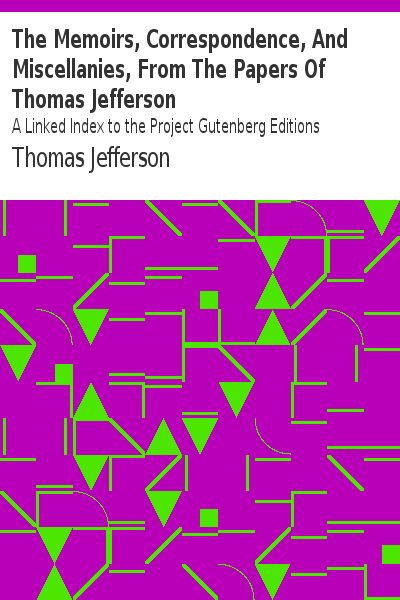 The Memoirs, Correspondence, And
Miscellanies, From The Papers Of
Thomas Jefferson
A Linked Index to the Project Gutenberg Editions
Thomas Jefferson